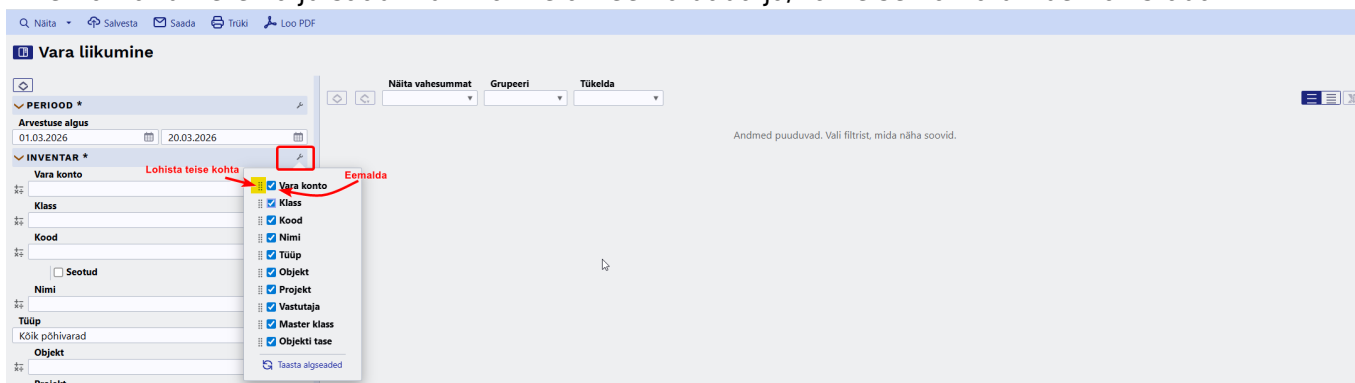 Näita Salvesta Saada Trüki Loo PDF
Vara liikumine
Näita vahesummat Grupeeri Tükelda
PERIOOD *
Arvestuse algus
01.03.2026 20.03.2026
Andmed puuduvad. Vali filtrist, mida näha soovid.
INVENTAR *
Lohista teise kohta
Eemalda
Vara konto
Klass
Kood
Seotud
Nimi
Tüüp
Kõik põhivarad
Objekt
Vara konto
Klass
Kood
Nimi
Tüüp
Objekt
Projekt
Vastutaja
Master klass
Objekti tase
Taasta algseaded
Projekt